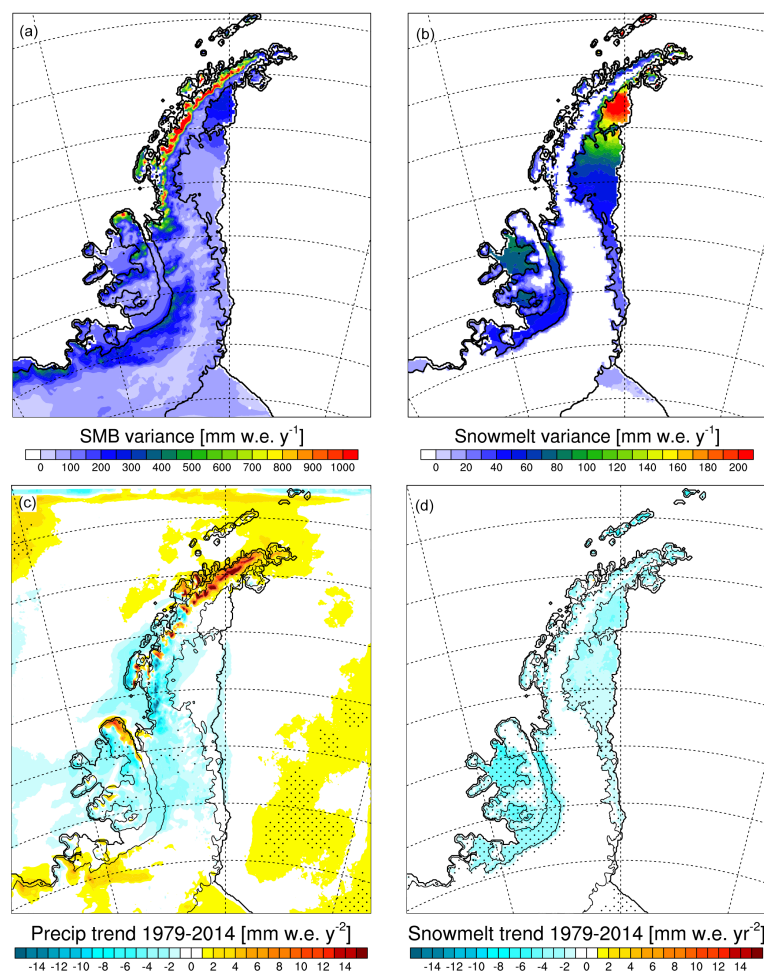 (a)
(b)
SMB variance [mm w.e. y-1]
0 100 200 300 400 500 600 700 800 900 1000
Snowmelt variance [mm w.e. y-1]
0 20 40 60 80 100 120 140 160 180 200
(c)
(d)
Precip trend 1979-2014 [mm w.e. y-2]
-14 -12 -10 -8 -6 -4 -2 0 2 4 6 8 10 12 14
Snowmelt trend 1979-2014 [mm w.e. yr-2]
-14 -12 -10 -8 -6 -4 -2 0 2 4 6 8 10 12 14